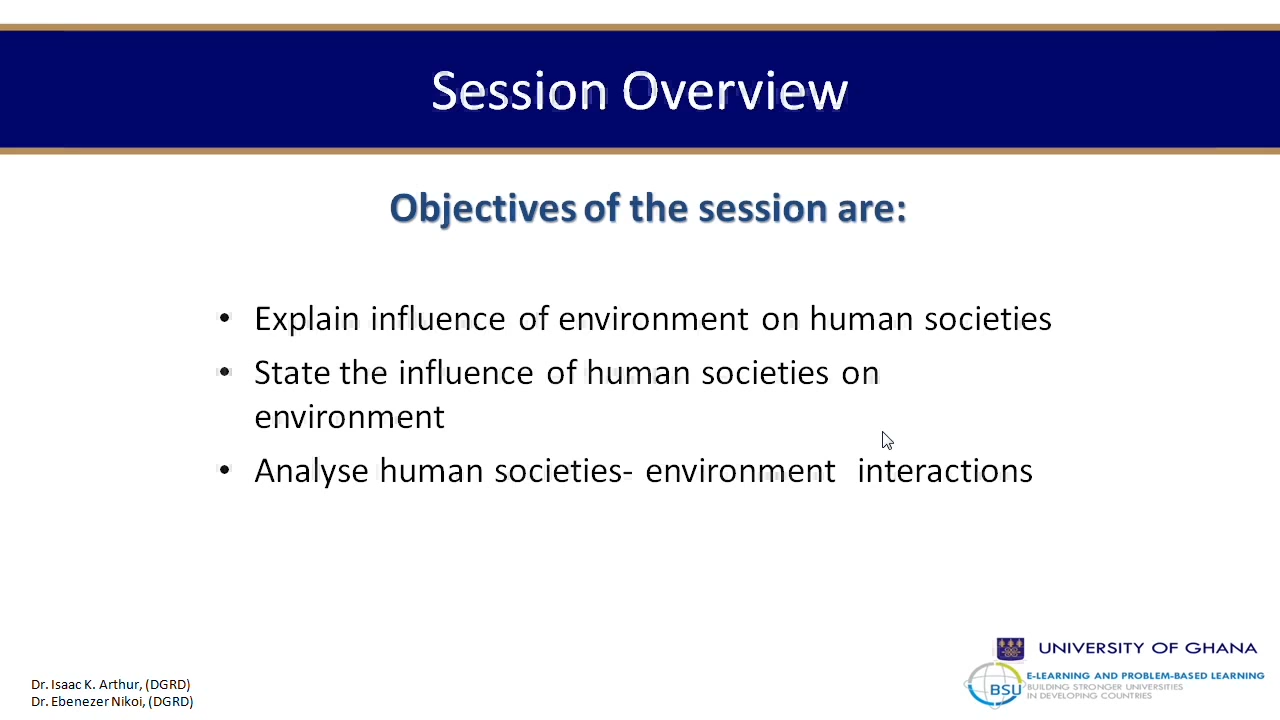 Session Overview
Objectives of the session are:
• Explain influence of environment on human societies
• State the influence of human societies on
environment
• Analyse human societies- environment  interactions
Dr. Isaac K. Arthur, (DGRD)
Dr. Ebenezer Nikoi, (DGRD)
UNIVERSITY OF GHANA
BSU
E-LEARNING AND PROBLEM-BASED LEARNING
BUILDING STRONGER UNIVERSITIES
IN DEVELOPING COUNTRIES